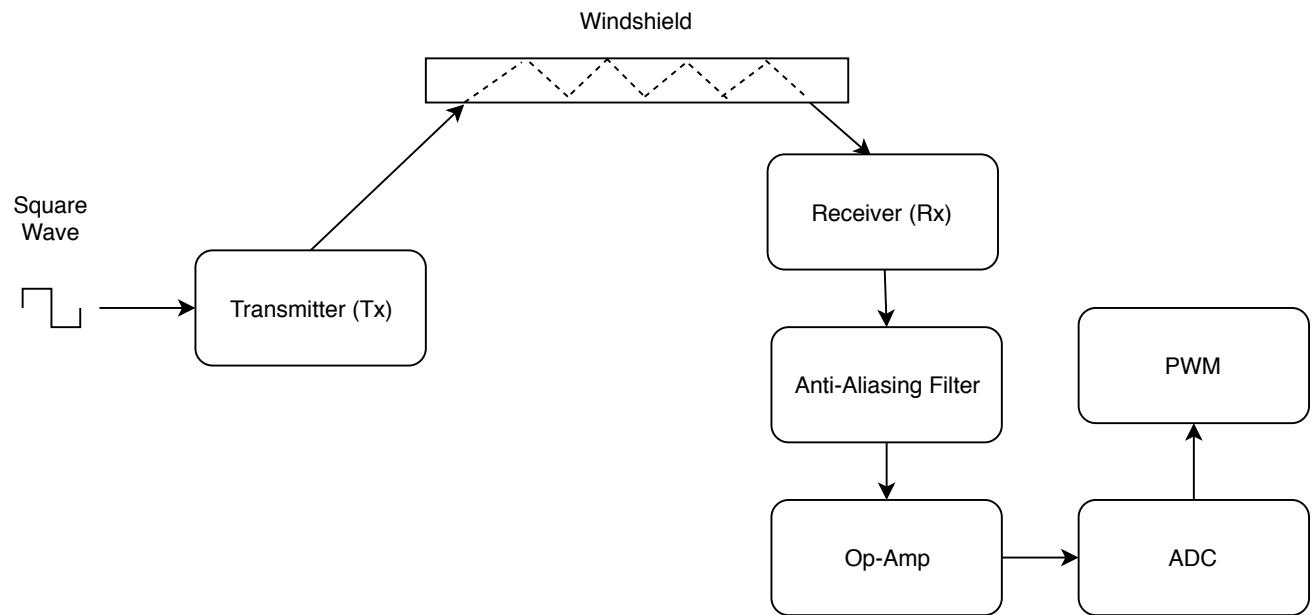 Windshield
Square
Wave
Transmitter (Tx)
Receiver (Rx)
Anti-Aliasing Filter
PWM
Op-Amp
ADC